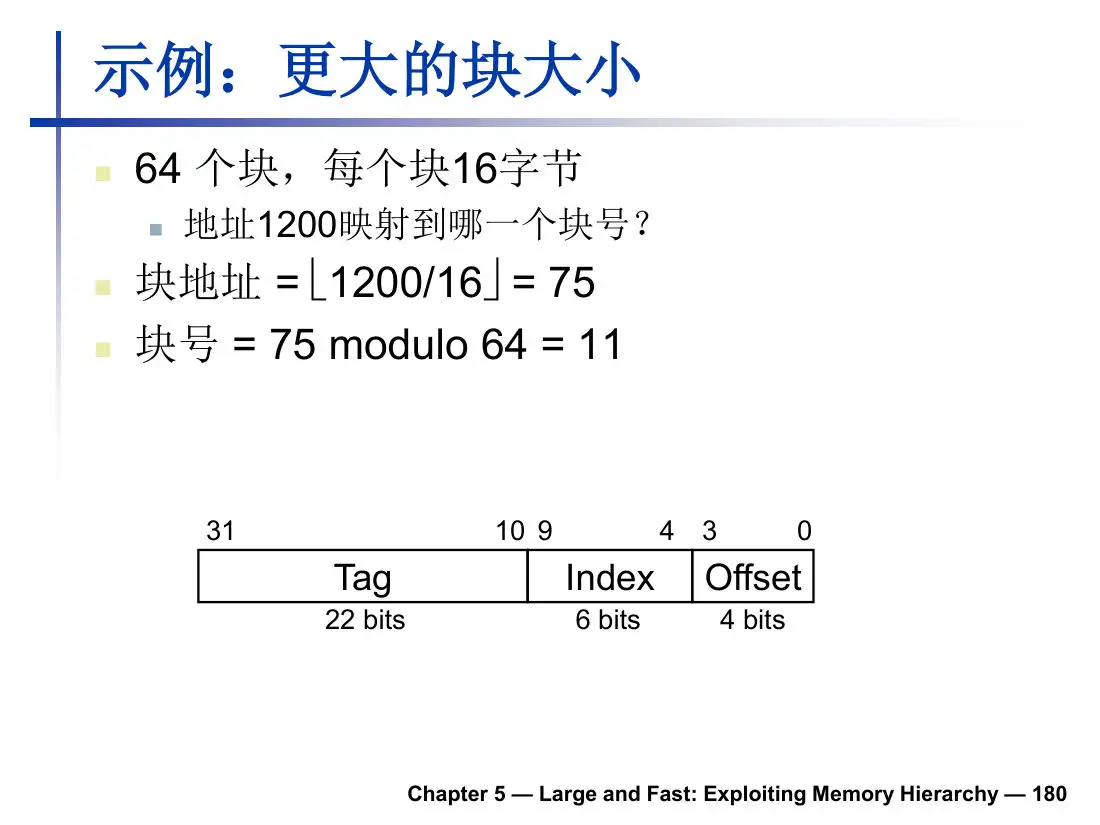 示例：更大的块大小
64 个块，每个块16字节
地址1200映射到哪一个块号？
块地址 = ⌊1200/16⌋ = 75
块号 = 75 modulo 64 = 11
31 10 9 4 3 0
Tag Index Offset
22 bits 6 bits 4 bits
Chapter 5 — Large and Fast: Exploiting Memory Hierarchy — 180